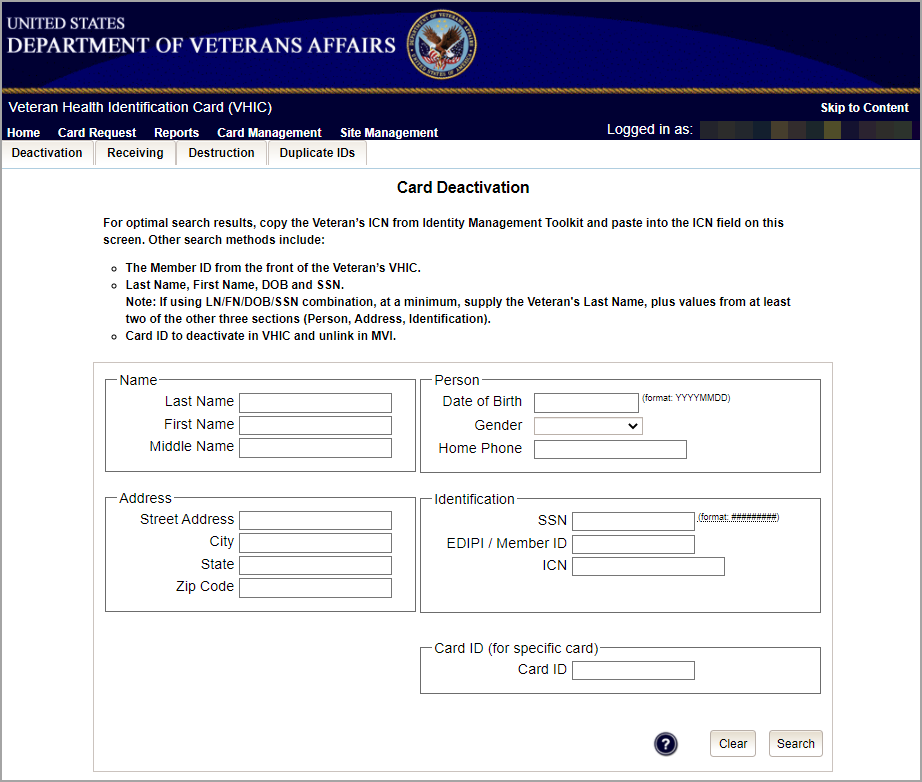 UNITED STATES
DEPARTMENT OF VETERANS AFFAIRS
Veteran Health Identification Card (VHIC)
Skip to Content
Home Card Request Reports Card Management Site Management
Logged in as:
Deactivation Receiving Destruction Duplicate IDs
Card Deactivation
For optimal search results, copy the Veteran's ICN from Identity Management Toolkit and paste into the ICN field on this
screen. Other search methods include:
The Member ID from the front of the Veteran's VHIC.
Last Name, First Name, DOB and SSN.
Note: If using LN/FN/DOB/SSN combination, at a minimum, supply the Veteran's Last Name, plus values from at least
two of the other three sections (Person, Address, Identification).
Card ID to deactivate in VHIC and unlink in MVI.
Name
Last Name
First Name
Middle Name
Person
Date of Birth (format: YYYYMMDD)
Gender
Home Phone
Address
Street Address
City
State
Zip Code
Identification
SSN (format: #########)
EDIPI / Member ID
ICN
Card ID (for specific card)
Card ID
? Clear Search